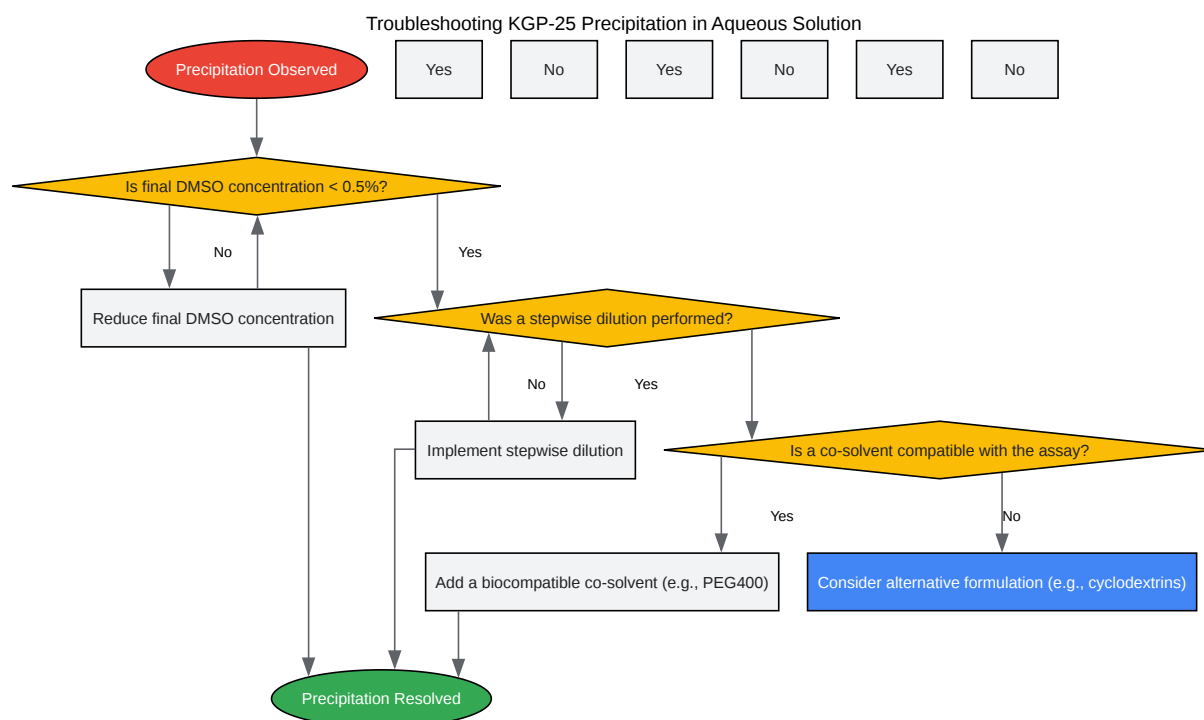 Troubleshooting KGP-25 Precipitation in Aqueous Solution
Precipitation Observed
Yes
No
Yes
No
Yes
No
Is final DMSO concentration < 0.5%?
No
Yes
Reduce final DMSO concentration
Was a stepwise dilution performed?
No
Yes
Implement stepwise dilution
Is a co-solvent compatible with the assay?
Yes
No
Add a biocompatible co-solvent (e.g., PEG400)
Consider alternative formulation (e.g., cyclodextrins)
Precipitation Resolved